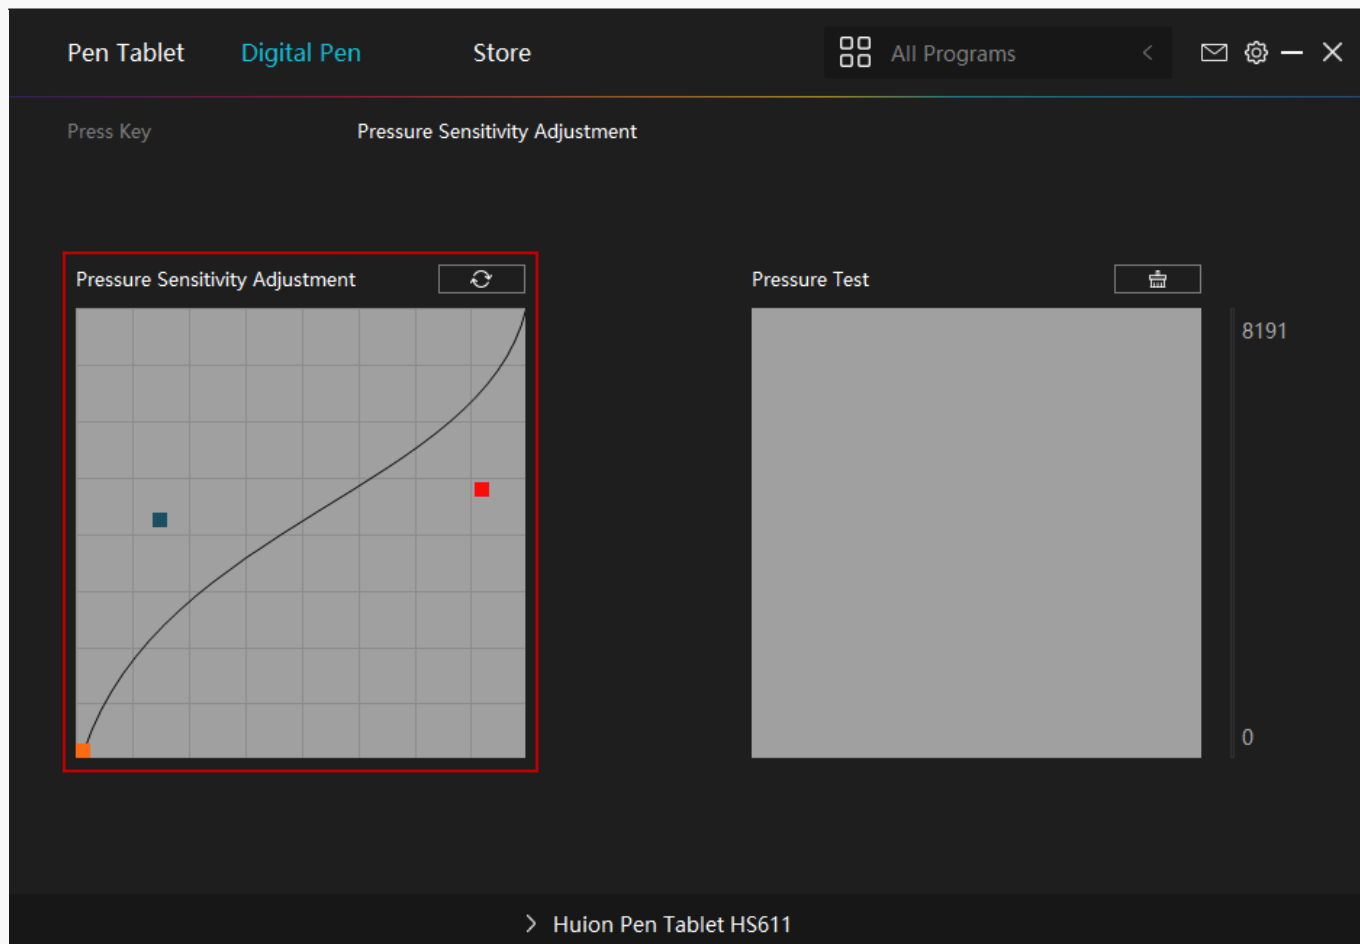 Pen Tablet Digital Pen Store All Programs
Press Key Pressure Sensitivity Adjustment
Pressure Sensitivity Adjustment
Pressure Test
8191
0
Huion Pen Tablet HS611